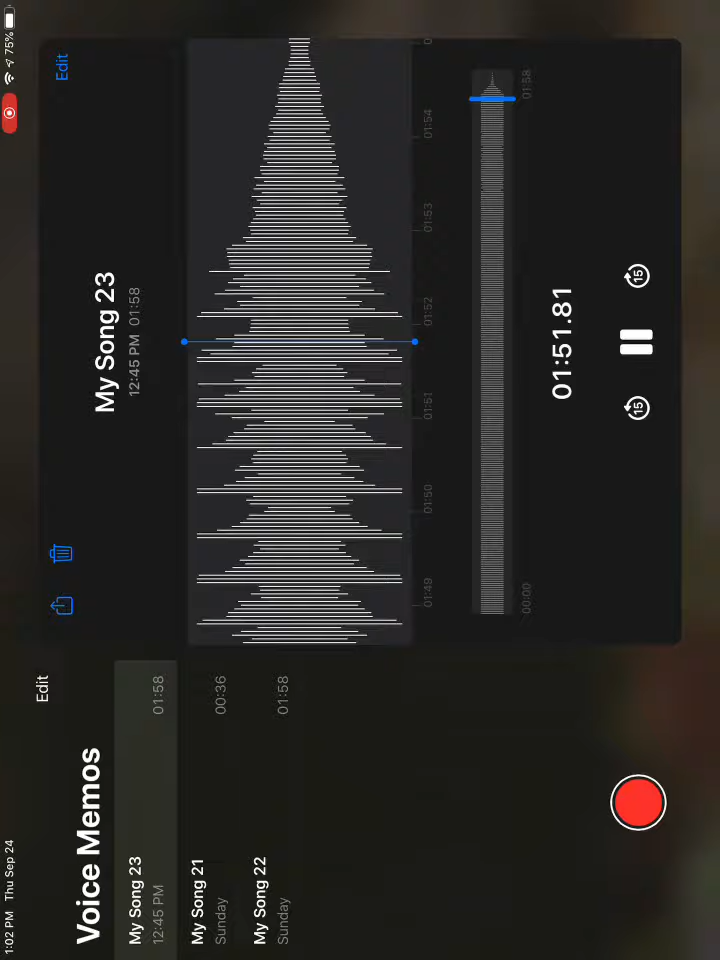 1:02 PM Thu Sep 24
75%
Edit
Voice Memos
My Song 23
12:45 PM 01:58
My Song 21
Sunday 00:36
My Song 22
Sunday 01:58
Edit
My Song 23
12:45 PM 01:58
01:49 01:50 01:51 01:52 01:53 01:54 0
00:00 01:58
01:51.81
15 15